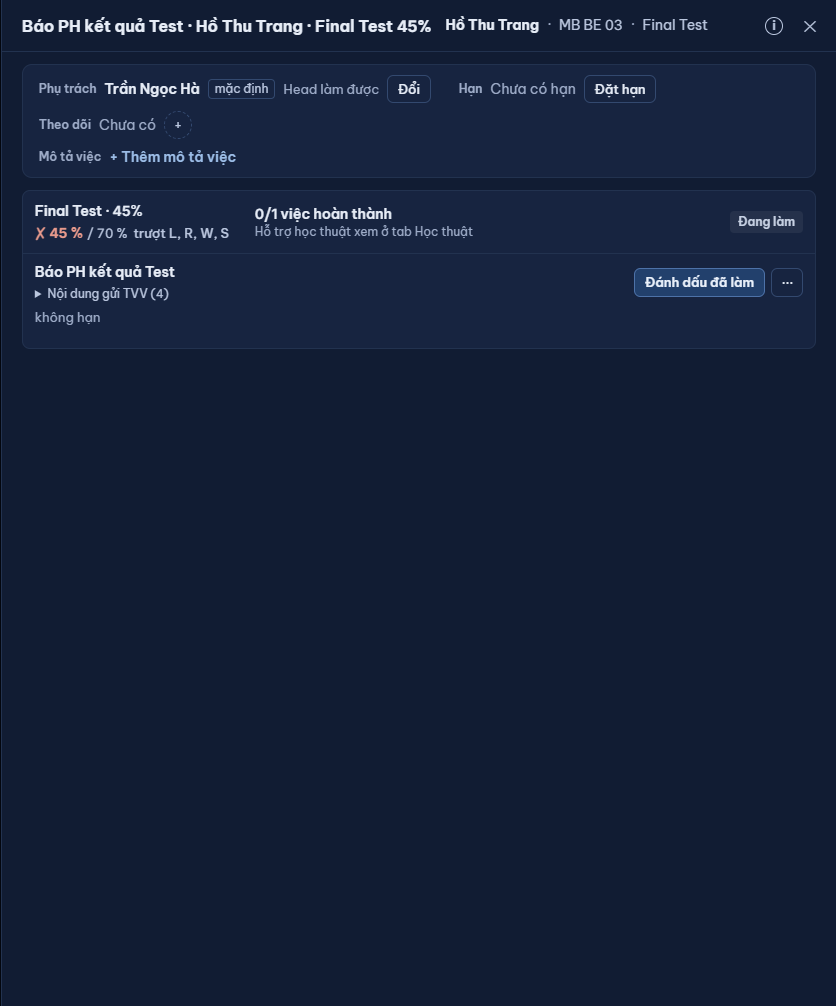 Báo PH kết quả Test · Hồ Thu Trang · Final Test 45% Hồ Thu Trang · MB BE 03 · Final Test
Phụ trách Trần Ngọc Hà mặc định Head làm được Đổi Hạn Chưa có hạn Đặt hạn
Theo dõi Chưa có +
Mô tả việc + Thêm mô tả việc
Final Test · 45%
✗ 45 % / 70 % trượt L, R, W, S
0/1 việc hoàn thành
Hỗ trợ học thuật xem ở tab Học thuật
Đang làm
Báo PH kết quả Test
▸ Nội dung gửi TVV (4)
không hạn
Đánh dấu đã làm ...